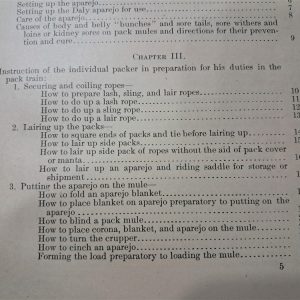 Setting up the aparejo
Setting up the Daly aparejo for use 7
Care of the aparejo 8
Causes of body and belly "bunches" and sore tails, sore withers and
loins or kidney sores on pack mules and directions for their preven-
tion and cure 9
CHAPTER III.
Instruction of the individual packer in preparation for his duties in the
pack train:
1. Securing and coiling ropes—
How to prepare lash, sling, and lair ropes 10
How to do up a lash rope 11
How to do up a sling rope 12
How to do up a lair rope 13
2. Lairing up the packs—
How to square ends of packs and tie before lairing up
How to lair up side packs
How to lair up side pack of ropes without the aid of pack cover
or manta
How to lair up an aparejo and riding saddle for storage or
shipment
3. Putting the aparejo on the mule—
How to fold an aparejo blanket
How to place blanket on aparejo preparatory to putting on the
aparejo
How to blind a pack mule
How to place corona, blanket, and aparejo on the mule
How to turn the crupper
How to cinch an aparejo
Forming the load preparatory to loading the mule
5